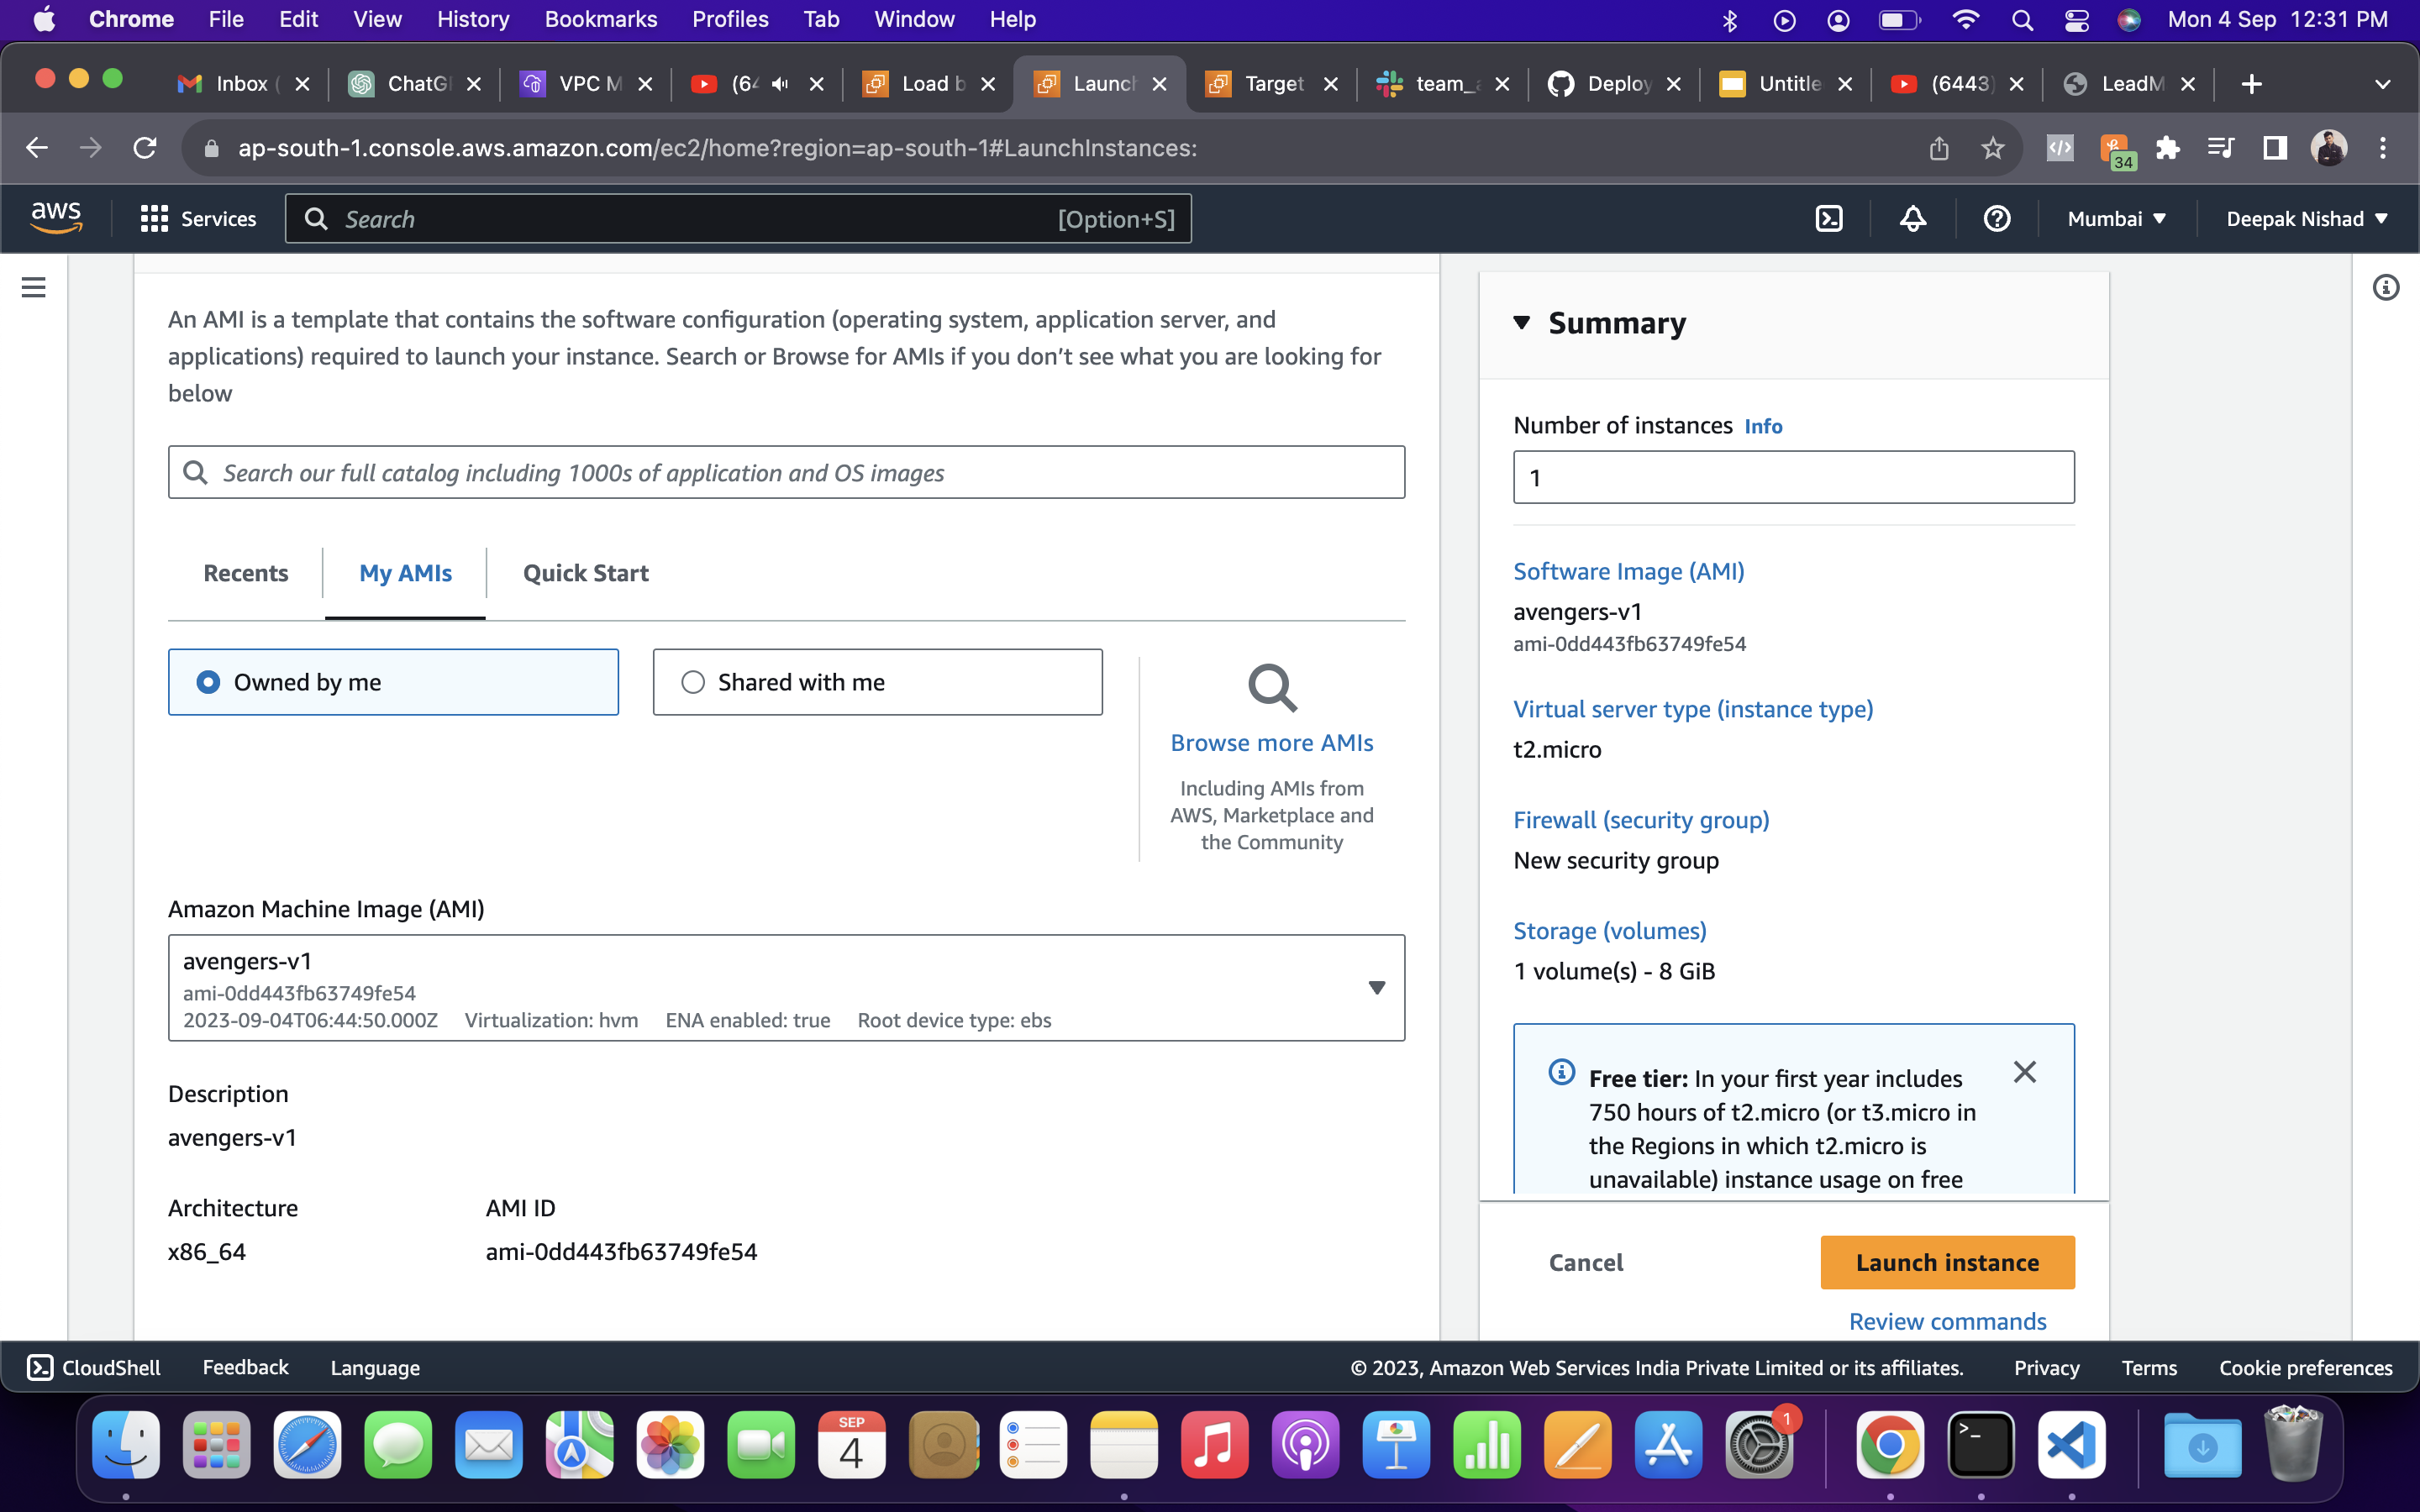 Chrome File Edit View History Bookmarks Profiles Tab Window Help Mon 4 Sep 12:31 PM
Inbox ( ChatG VPC M (64 Load b Launch Target team_ Deploy Untitle (6443) LeadM
ap-south-1.console.aws.amazon.com/ec2/home?region=ap-south-1#LaunchInstances:
34
aws Services Search [Option+S] Mumbai Deepak Nishad
An AMI is a template that contains the software configuration (operating system, application server, and
applications) required to launch your instance. Search or Browse for AMIs if you don’t see what you are looking for
below
Search our full catalog including 1000s of application and OS images
Recents My AMIs Quick Start
Owned by me Shared with me
Browse more AMIs
Including AMIs from
AWS, Marketplace and
the Community
Amazon Machine Image (AMI)
avengers-v1
ami-0dd443fb63749fe54
2023-09-04T06:44:50.000Z Virtualization: hvm ENA enabled: true Root device type: ebs
Description
avengers-v1
Architecture AMI ID
x86_64 ami-0dd443fb63749fe54
Summary
Number of instances Info
1
Software Image (AMI)
avengers-v1
ami-0dd443fb63749fe54
Virtual server type (instance type)
t2.micro
Firewall (security group)
New security group
Storage (volumes)
1 volume(s) - 8 GiB
Free tier: In your first year includes
750 hours of t2.micro (or t3.micro in
the Regions in which t2.micro is
unavailable) instance usage on free
Cancel Launch instance
Review commands
CloudShell Feedback Language © 2023, Amazon Web Services India Private Limited or its affiliates. Privacy Terms Cookie preferences
SEP
4
1